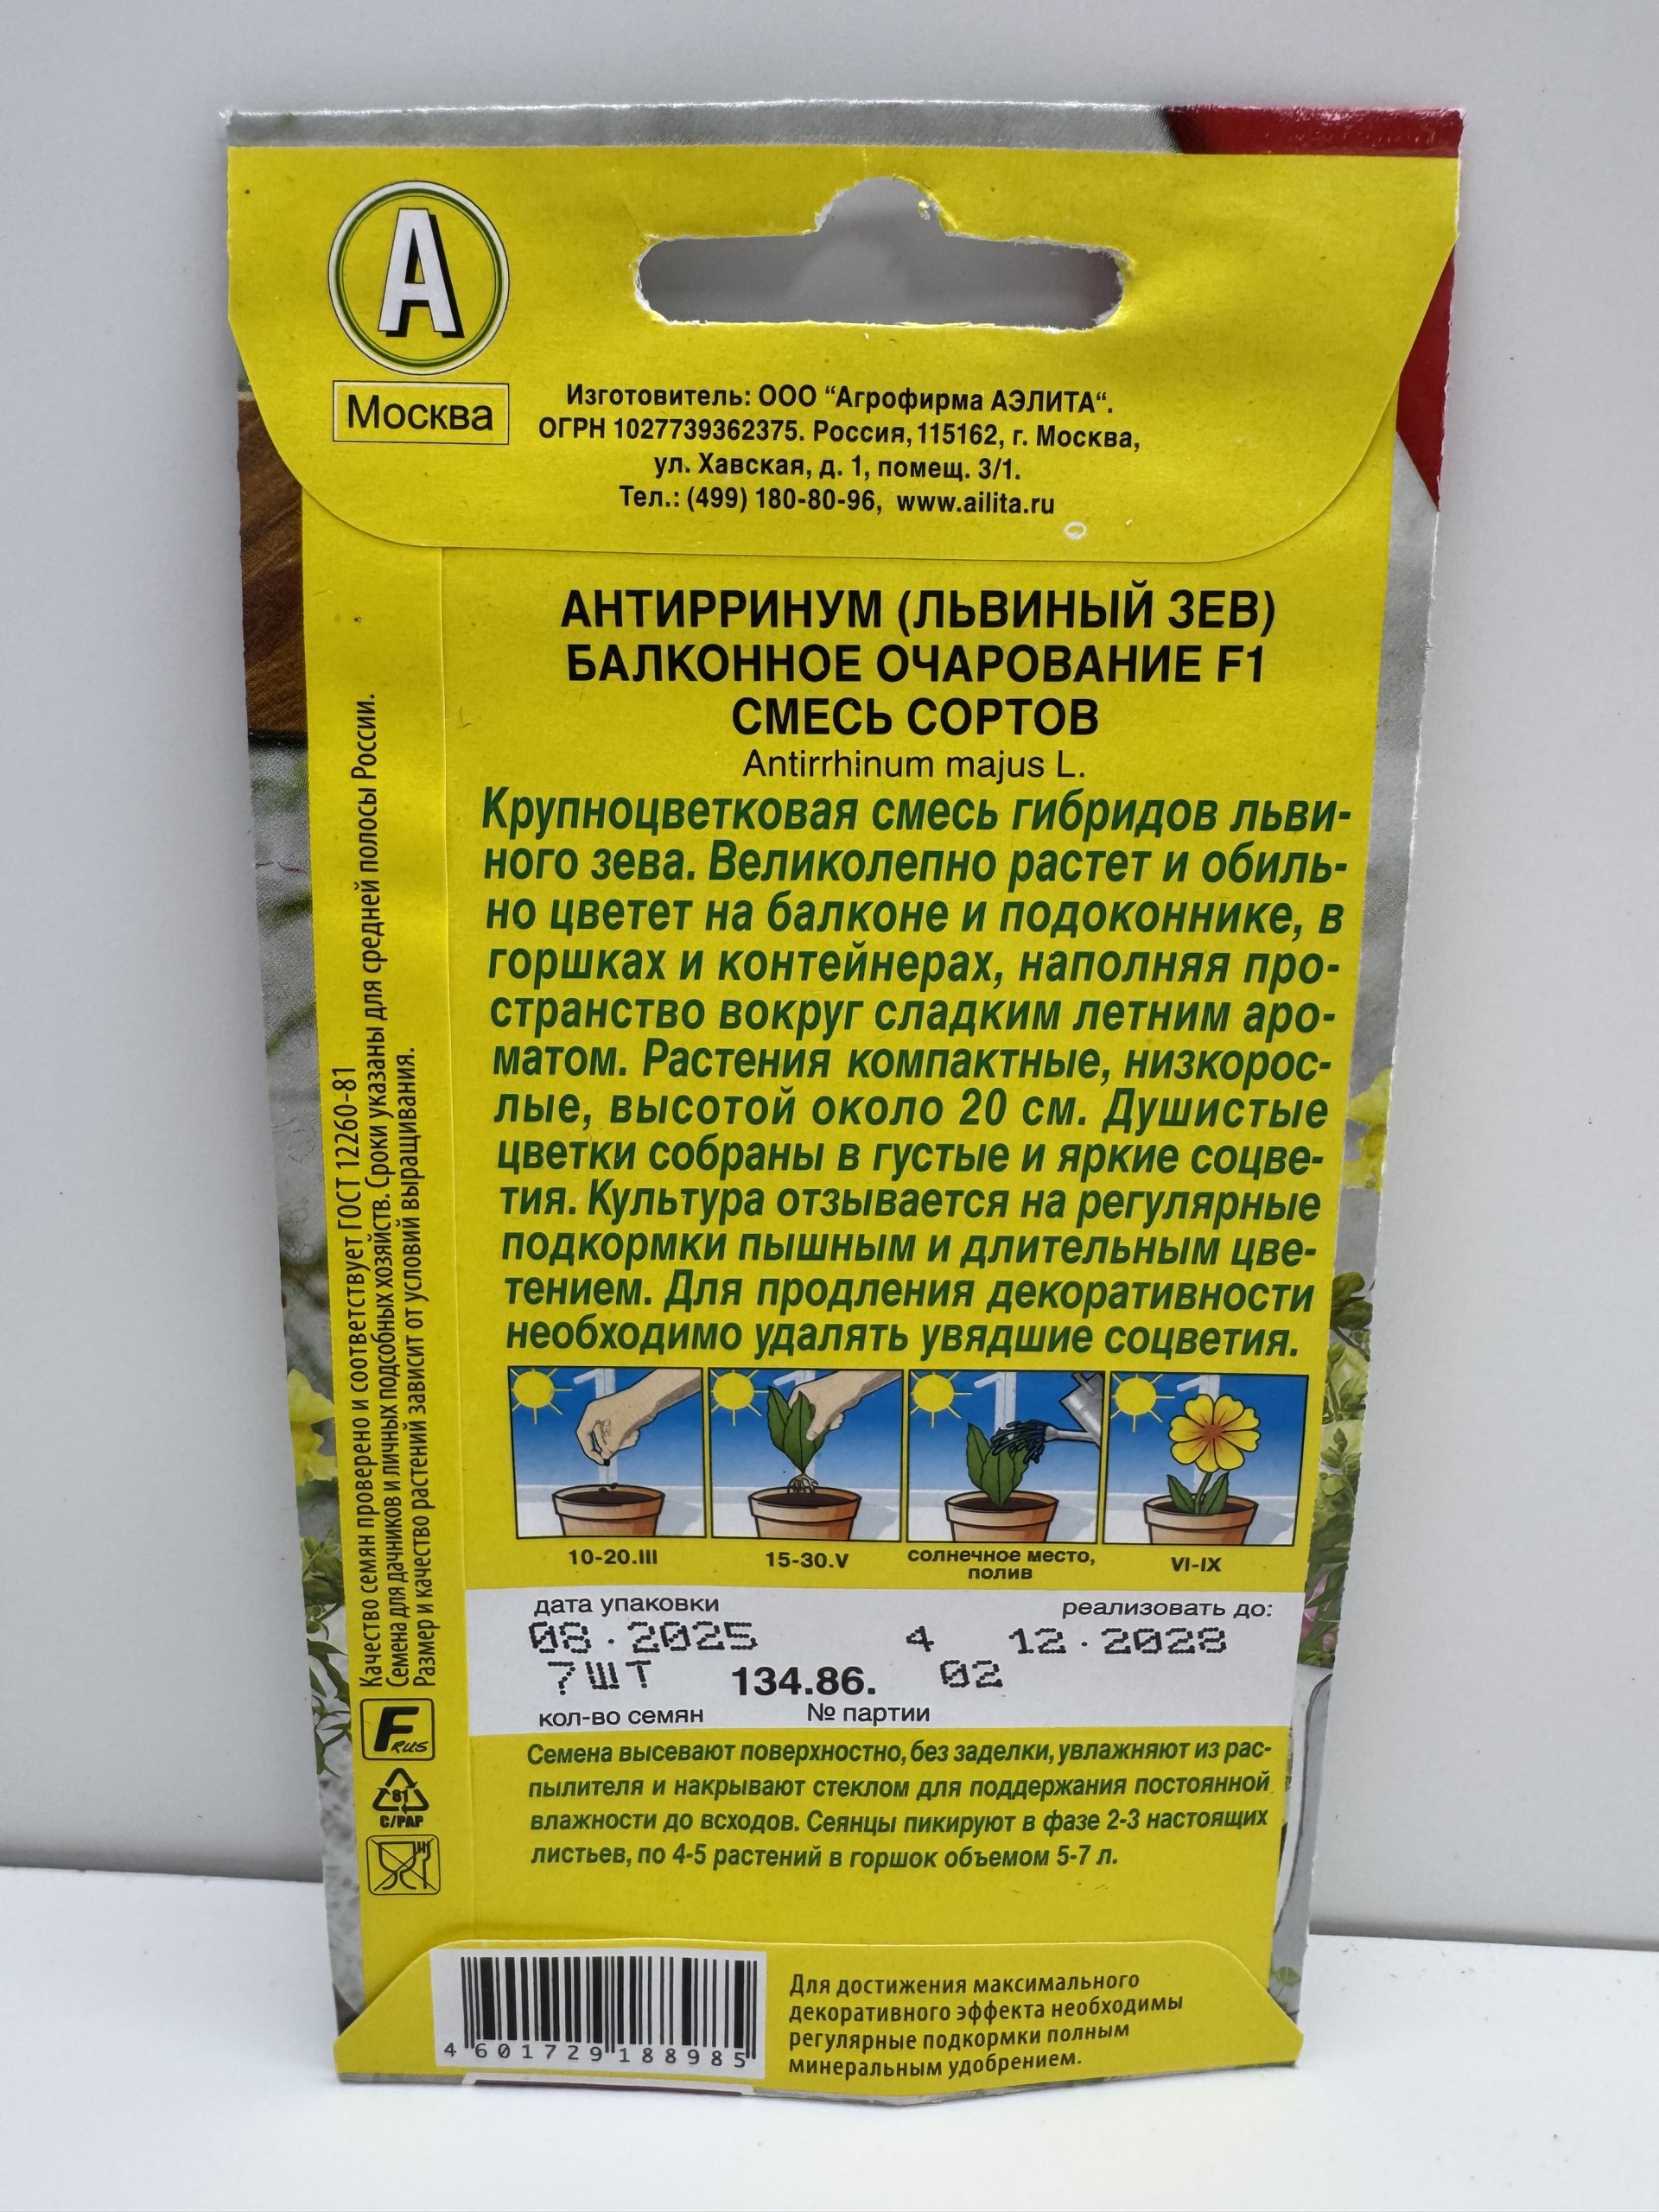 А
Москва
Изготовитель: ООО “Агрофирма АЭЛИТА“.
ОГРН 1027739362375. Россия, 115162, г. Москва,
ул. Хавская, д. 1, помещ. 3/1.
Тел.: (499) 180-80-96, www.ailita.ru
АНТИРРИНУМ (ЛЬВИНЫЙ ЗЕВ)
БАЛКОННОЕ ОЧАРОВАНИЕ F1
СМЕСЬ СОРТОВ
Antirrhinum majus L.
Крупноцветковая смесь гибридов льви-
ного зева. Великолепно растет и обиль-
но цветет на балконе и подоконнике, в
горшках и контейнерах, наполняя про-
странство вокруг сладким летним аро-
матом. Растения компактные, низкорос-
лые, высотой около 20 см. Душистые
цветки собраны в густые и яркие соцве-
тия. Культура отзывается на регулярные
подкормки пышным и длительным цве-
тением. Для продления декоративности
необходимо удалять увядшие соцветия.
10-20.III
15-30.V
солнечное место,
полив
VI-IX
дата упаковки
реализовать до:
08.2025 4 12.2028
7ШТ 134.86. 02
кол-во семян
№ партии
Семена высевают поверхностно, без заделки, увлажняют из рас-
пылителя и накрывают стеклом для поддержания постоянной
влажности до всходов. Сеянцы пикируют в фазе 2-3 настоящих
листьев, по 4-5 растений в горшок объемом 5-7 л.
Качество семян проверено и соответствует ГОСТ 12260-81
Семена для дачников и личных подсобных хозяйств. Сроки указаны для средней полосы России.
Размер и качество растений зависит от условий выращивания.
F RUS
81
C/PAP
4 601729 188985
Для достижения максимального
декоративного эффекта необходимы
регулярные подкормки полным
минеральным удобрением.